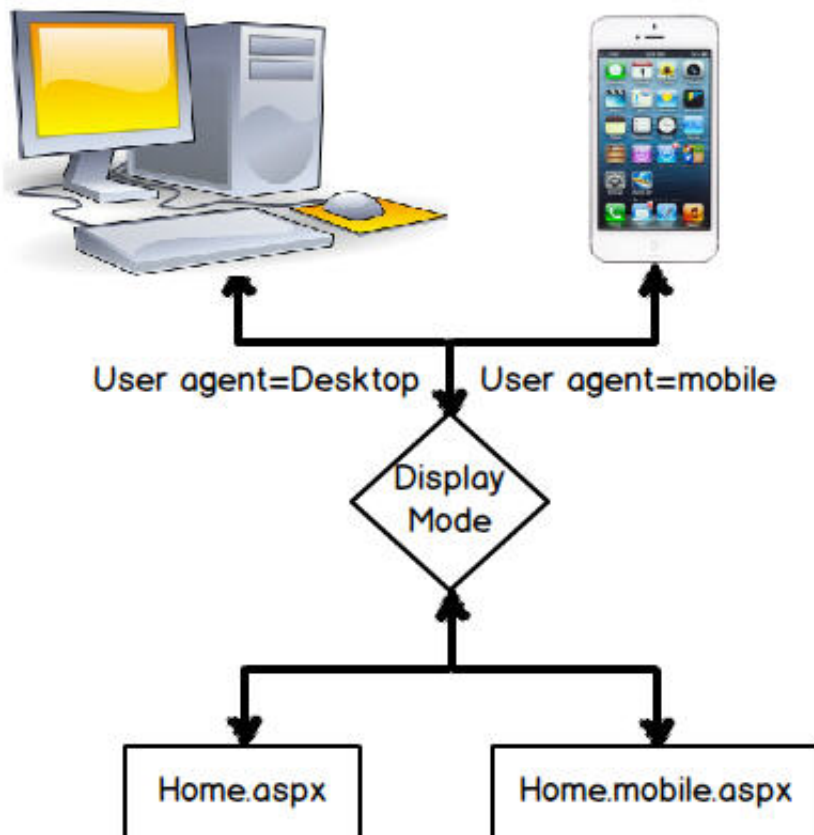 User agent=Desktop
User agent=mobile
Display
Mode
Home.aspx
Home.mobile.aspx